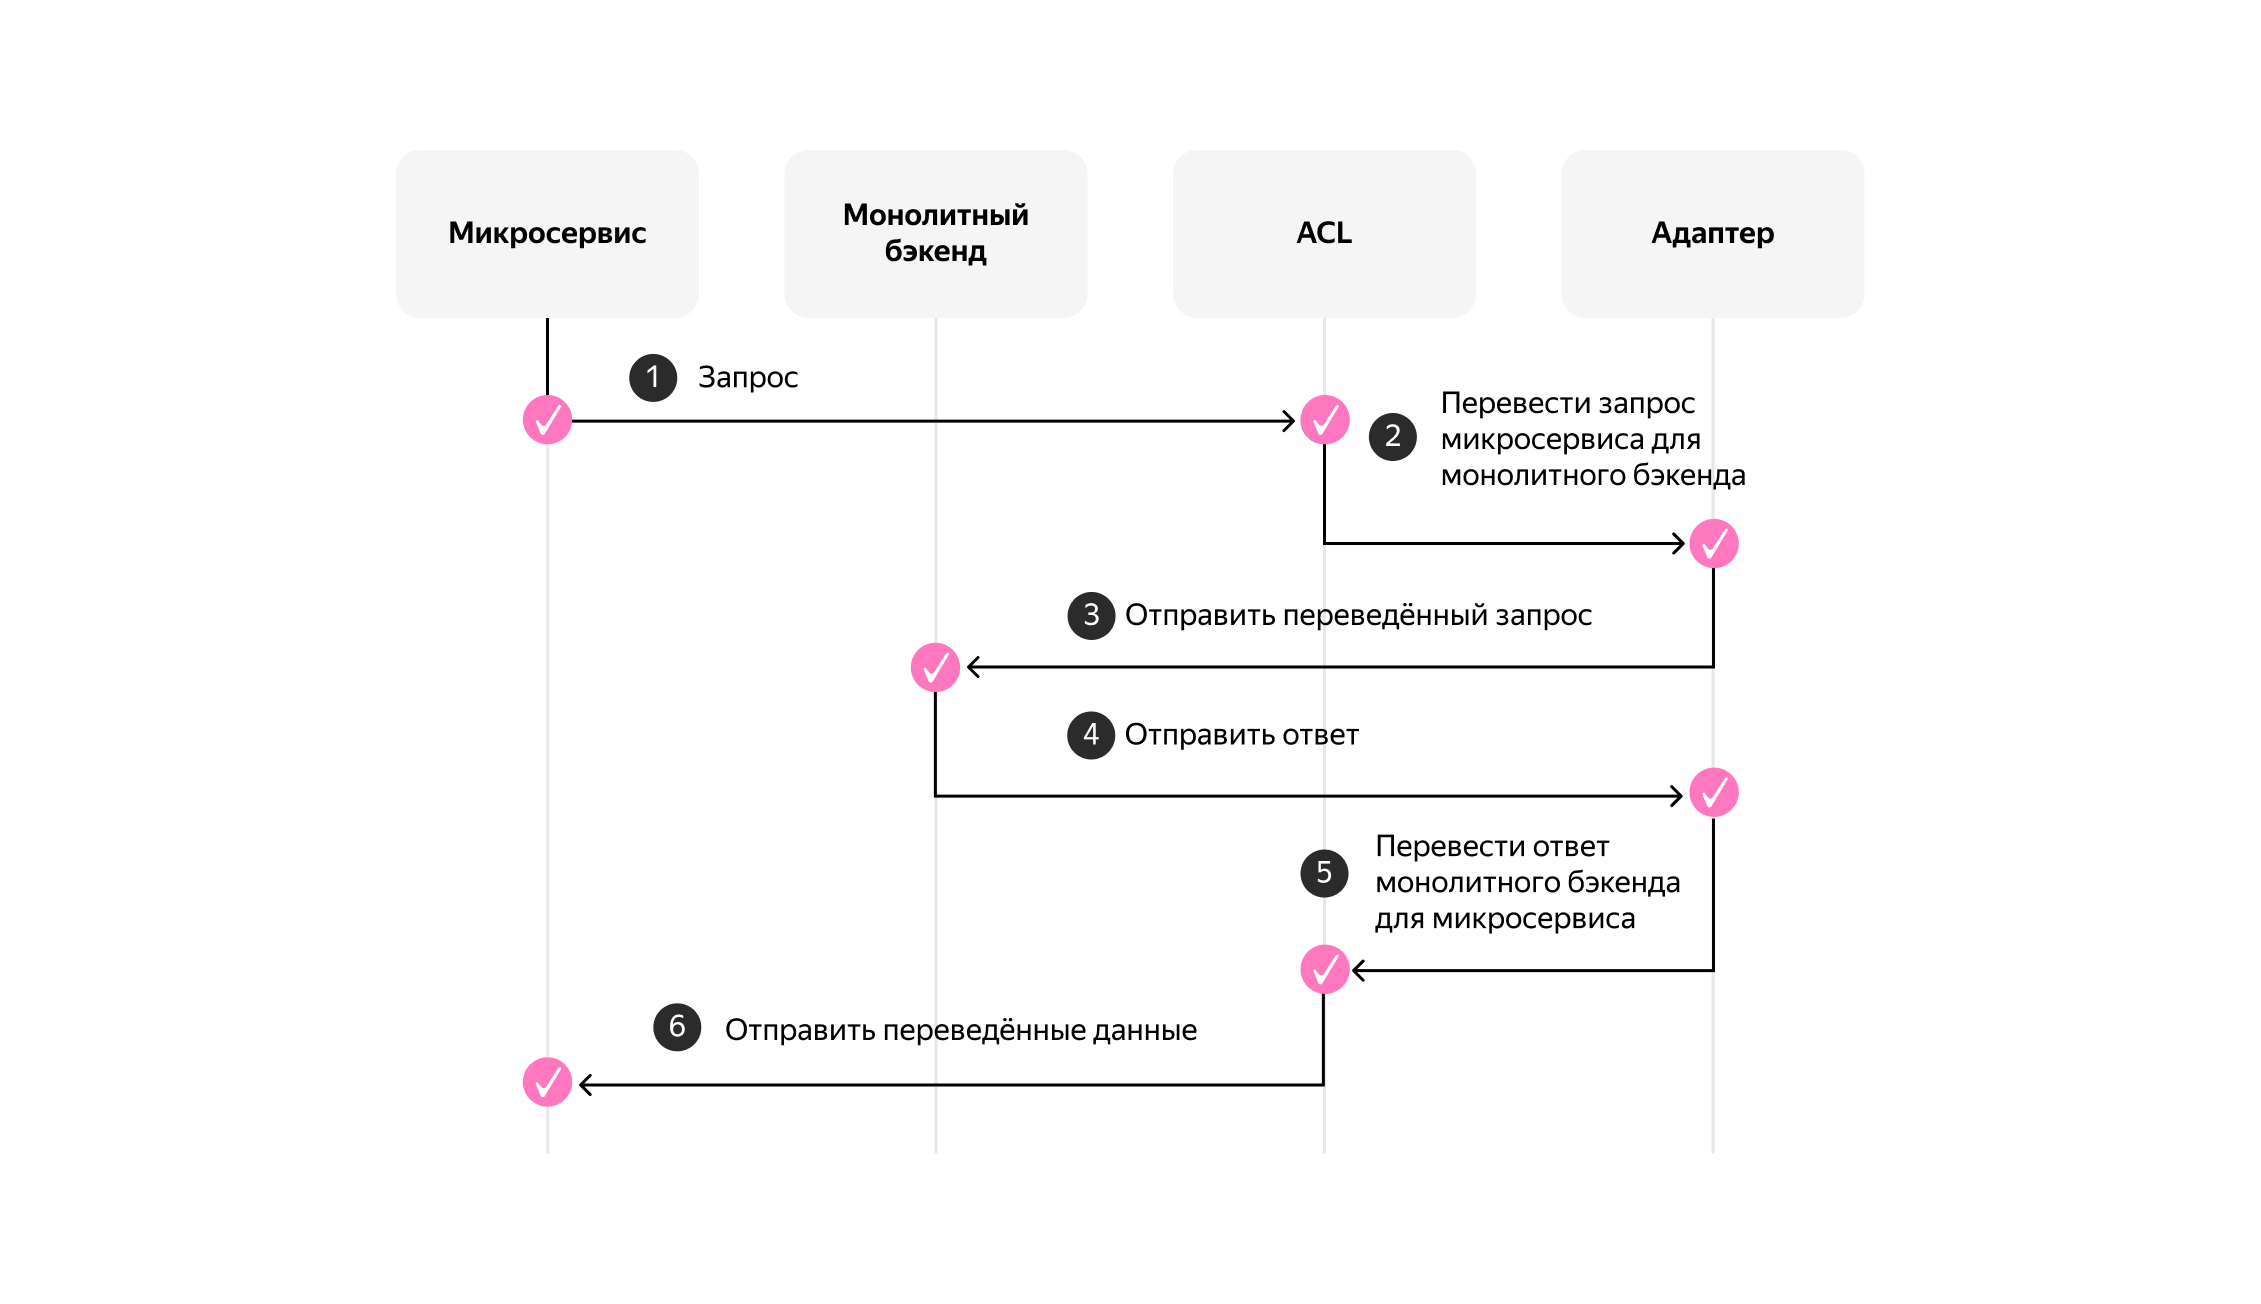 Микросервис
Монолитный
бэкенд
ACL
Адаптер
1 Запрос
2 Перевести запрос
микросервиса для
монолитного бэкенда
3 Отправить переведённый запрос
4 Отправить ответ
5 Перевести ответ
монолитного бэкенда
для микросервиса
6 Отправить переведённые данные